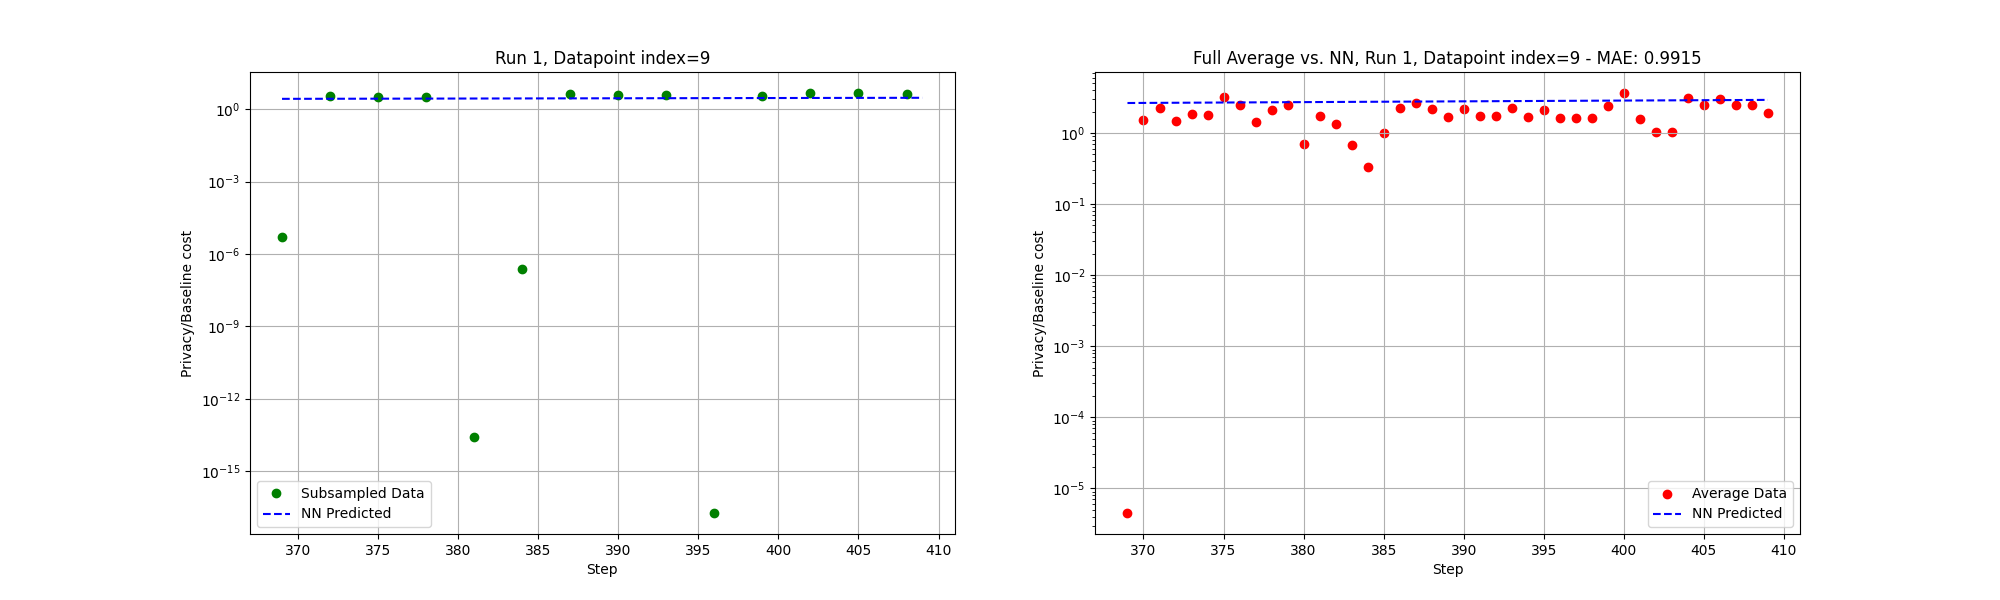 Run 1, Datapoint index=9
Privacy/Baseline cost
10^0
10^-3
10^-6
10^-9
10^-12
10^-15
Subsampled Data
NN Predicted
370 375 380 385 390 395 400 405 410
Step
Full Average vs. NN, Run 1, Datapoint index=9 - MAE: 0.9915
Privacy/Baseline cost
10^0
10^-1
10^-2
10^-3
10^-4
10^-5
Average Data
NN Predicted
370 375 380 385 390 395 400 405 410
Step